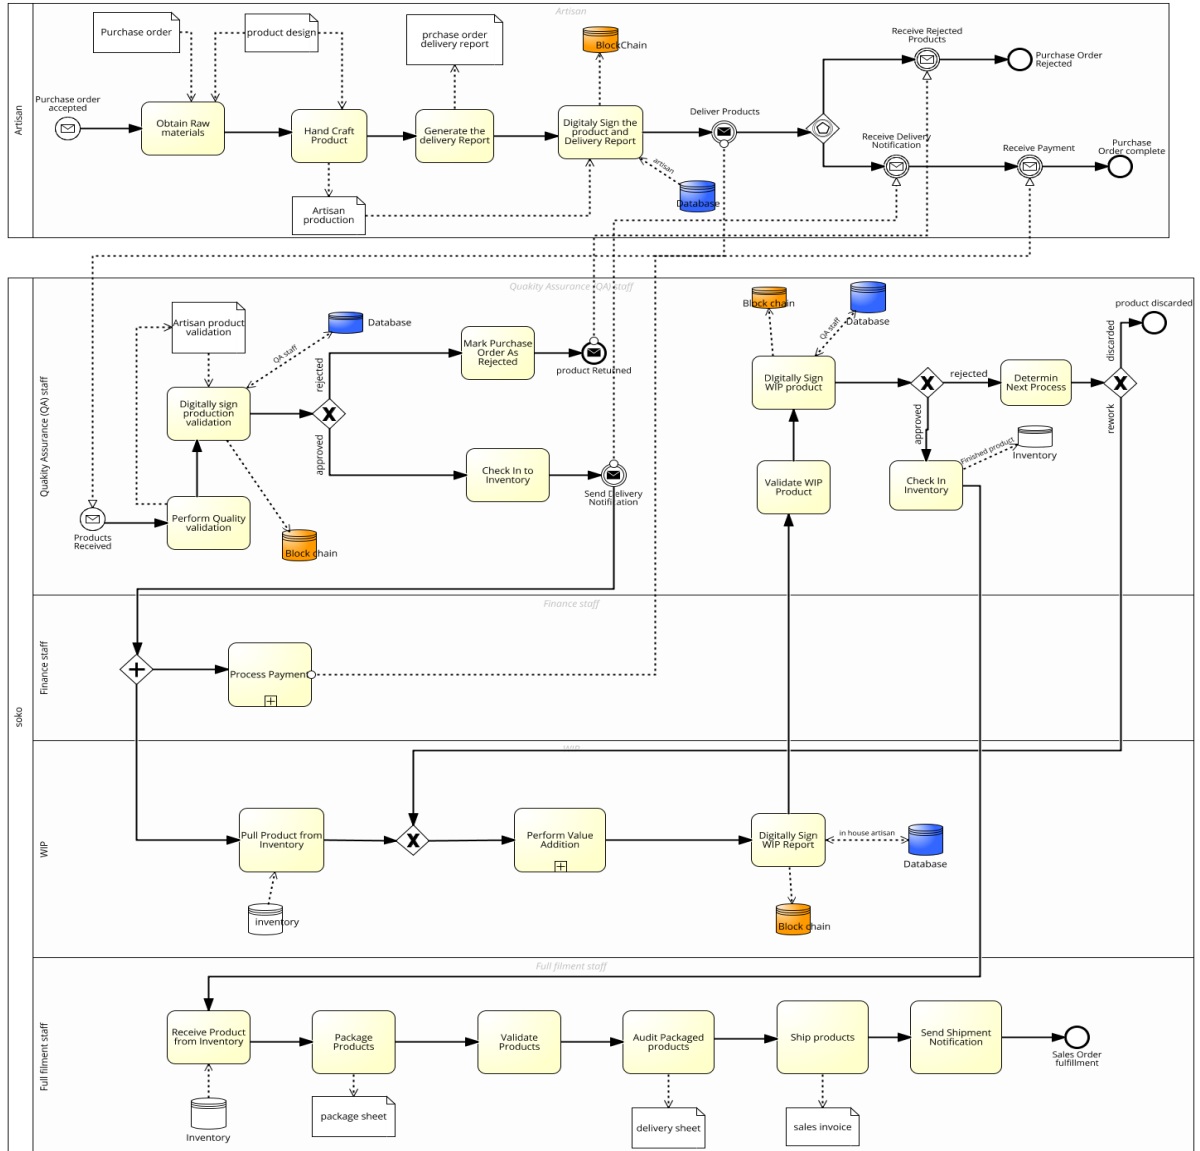 Artisan
Artisan
Purchase order
product design
prchase order
delivery report
BlockChain
Receive Rejected
Products
Purchase Order
Rejected
Purchase order
accepted
Obtain Raw
materials
Hand Craft
Product
Generate the
delivery Report
Digitaly Sign the
product and
Delivery Report
Deliver Products
Receive Delivery
Notification
Receive Payment
Purchase
Order complete
artisan
Database
Artisan
production
soko
Quakity Assurance (QA) staff
Quakity Assurance (QA) staff
Artisan product
validation
Database
QA staff
Digitally sign
production
validation
rejected
approved
Mark Purchase
Order As
Rejected
product Returned
Check In to
Inventory
Send Delivery
Notification
Products
Received
Perform Quality
validation
Block chain
Block chain
Database
QA staff
DIgitally Sign
WIP product
rejected
approved
Determin
Next Process
product discarded
discarded
rework
Validate WIP
Product
Check In
Inventory
Finished product
Inventory
Finance staff
Finance staff
Process Payment
WIP
WIP
Pull Product from
Inventory
inventory
Perform Value
Addition
Digitally Sign
WIP Report
in house artisan
Database
Block chain
Full filment staff
Full filment staff
Receive Product
from Inventory
Package
Products
Validate
Products
Audit Packaged
products
Ship products
Send Shipment
Notification
Sales Order
fulfillment
Inventory
package sheet
delivery sheet
sales invoice